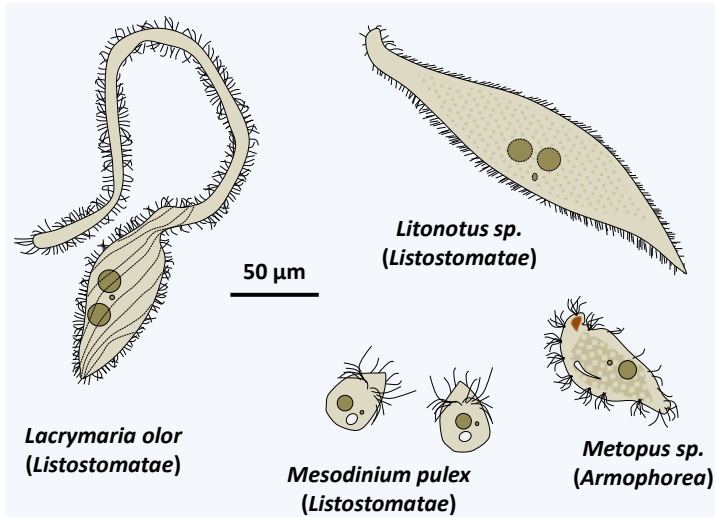 Litonotus sp.
(Listostomatae)
50 µm
Lacrymaria olor
(Listostomatae)
Mesodinium pulex
(Listostomatae)
Metopus sp.
(Armophorea)